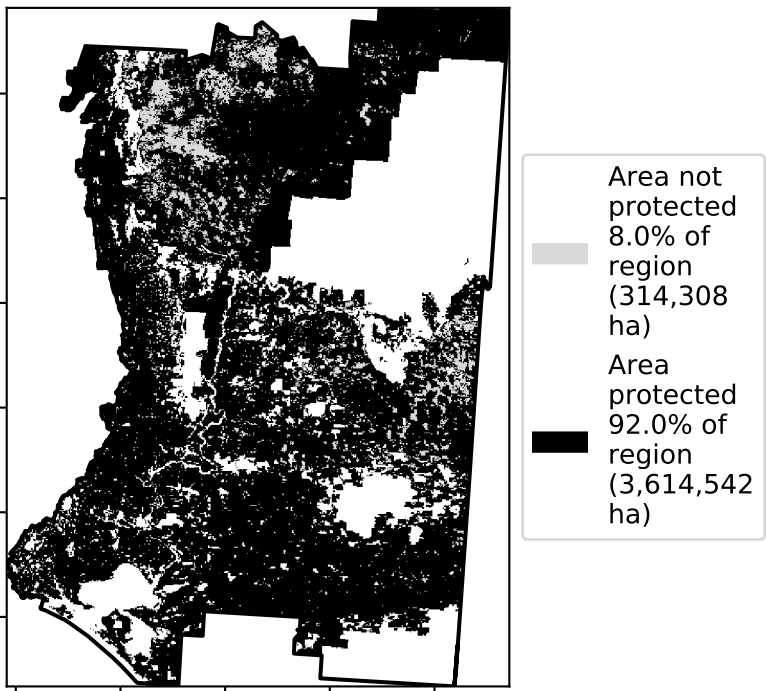 Area not
protected
8.0% of
region
(314,308
ha)
Area
protected
92.0% of
region
(3,614,542
ha)